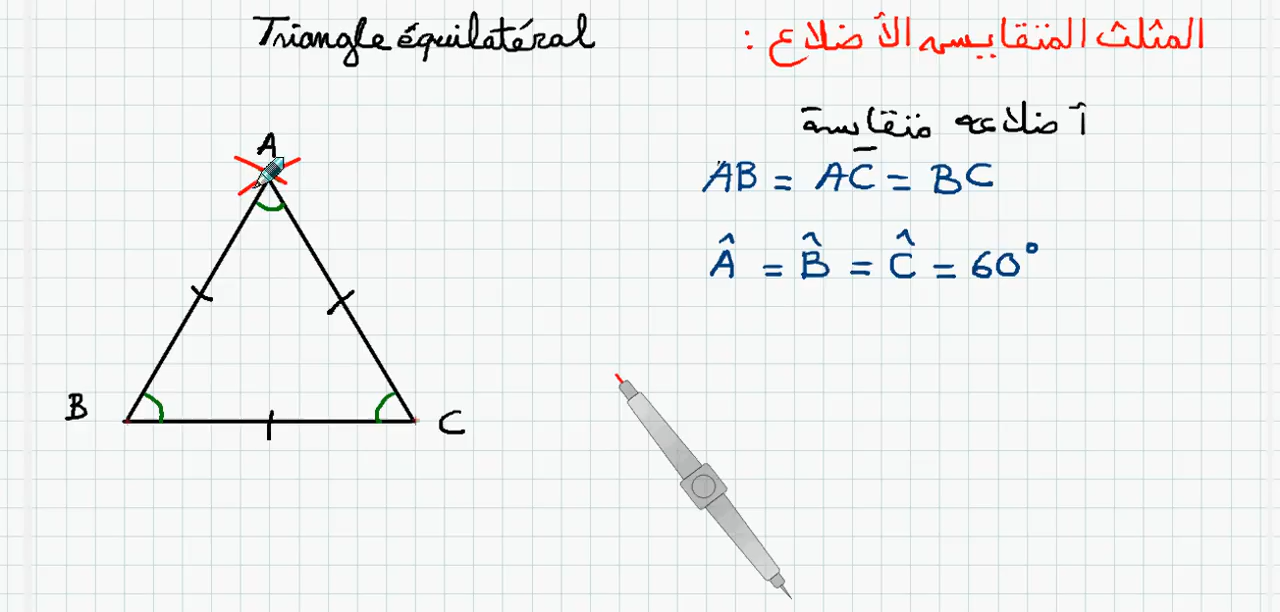 Triangle équilatéral
المثلث المتقايس الأضلاع :
أضلاعه متقايسة
AB = AC = BC
Â = B̂ = Ĉ = 60°
A
B
C